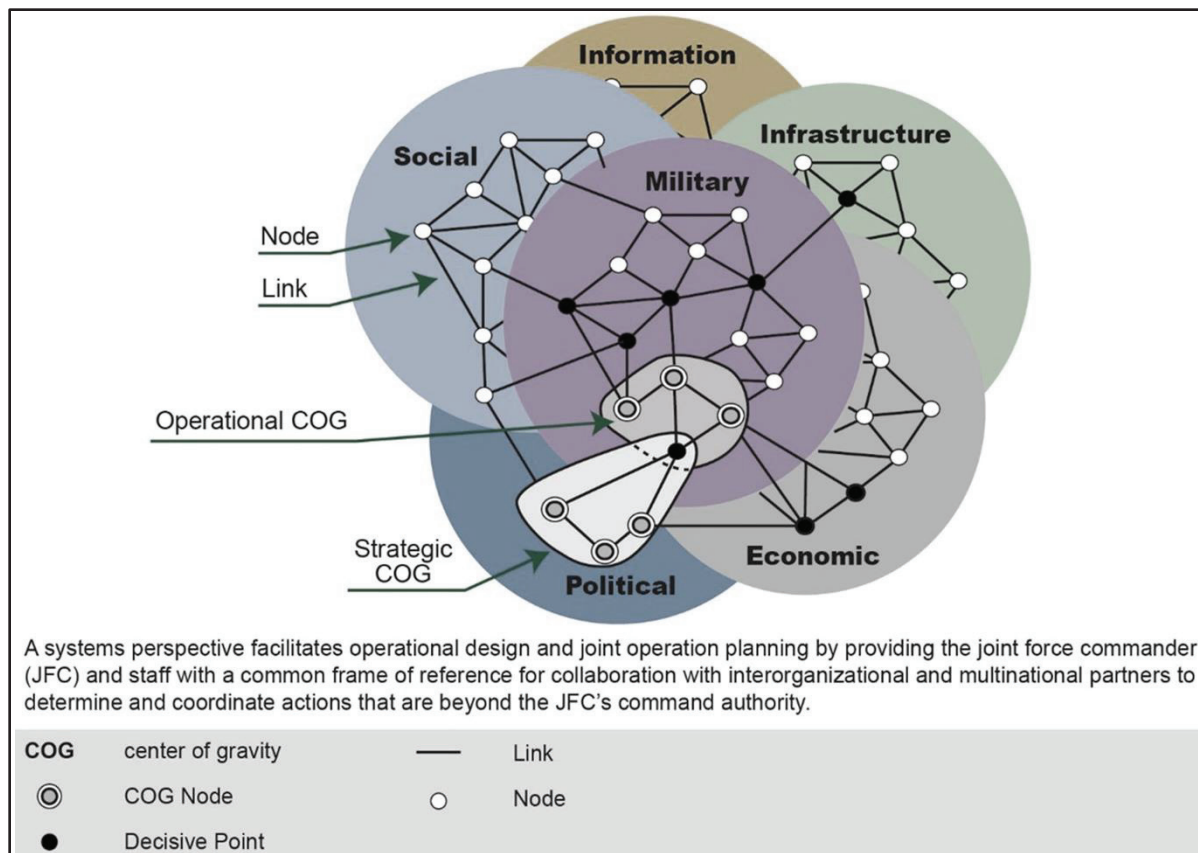 Information
Infrastructure
Social
Military
Node
Link
Operational COG
Strategic
COG
Political
Economic
A systems perspective facilitates operational design and joint operation planning by providing the joint force commander
(JFC) and staff with a common frame of reference for collaboration with interorganizational and multinational partners to
determine and coordinate actions that are beyond the JFC’s command authority.
COG center of gravity
Link
COG Node
Node
Decisive Point